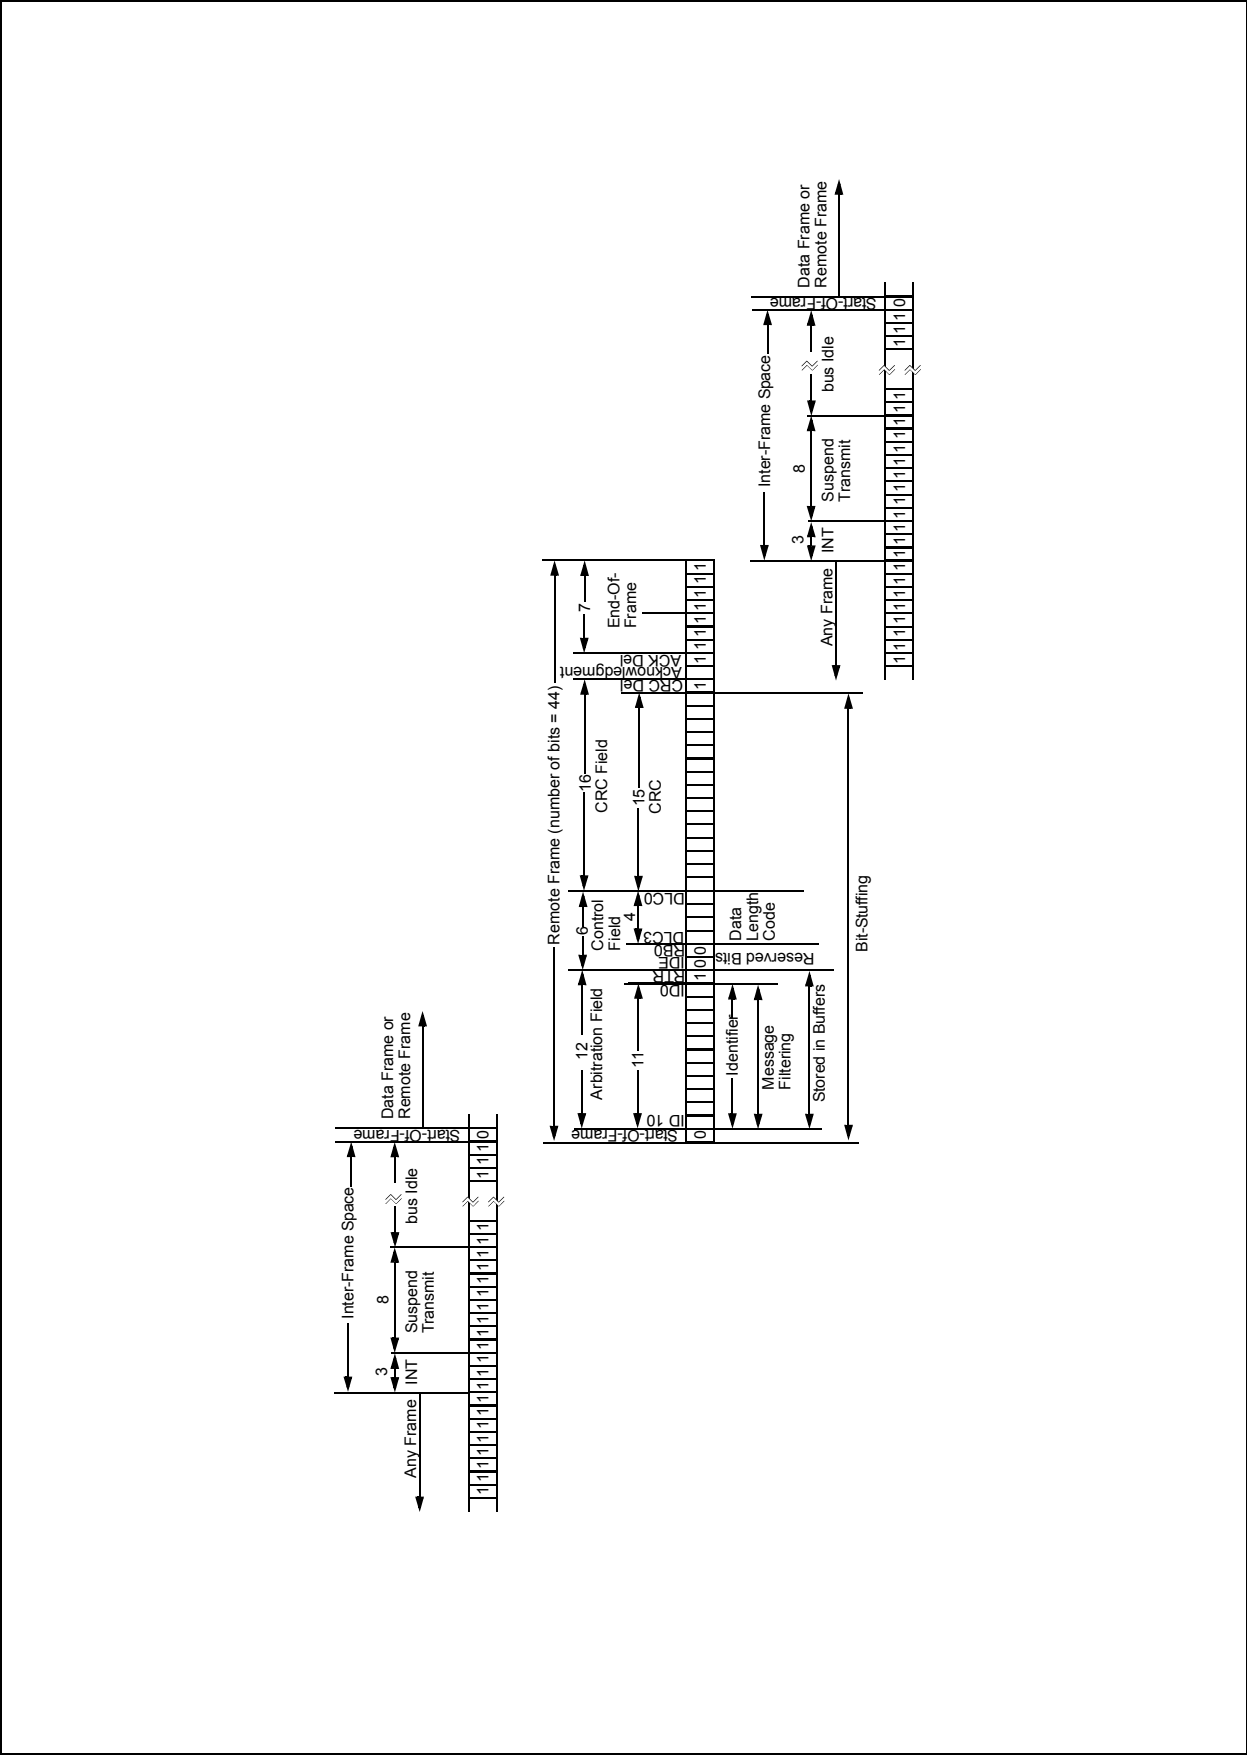 Inter-Frame Space
3
8
INT
Suspend
Transmit
bus Idle
Any Frame
Data Frame or
Remote Frame
Start-Of-Frame
1 1 1 1 1 1 1 1 1 1 1 1 1 1 1 1 1 1 1 1 1 1 1 0
Remote Frame (number of bits = 44)
12
Arbitration Field
6
Control
Field
16
CRC Field
7
End-Of-
Frame
11
4
15
CRC
Start-Of-Frame
ID 10
ID0
RTR
IDE
RB0
DLC3
DLC0
CRC Del
Acknowledgment
ACK Del
0
1 0 0
1
1 1 1 1 1 1 1 1
Identifier
Message
Filtering
Stored in Buffers
Reserved Bits
Data
Length
Code
Bit-Stuffing
Inter-Frame Space
3
8
INT
Suspend
Transmit
bus Idle
Any Frame
Data Frame or
Remote Frame
Start-Of-Frame
1 1 1 1 1 1 1 1 1 1 1 1 1 1 1 1 1 1 1 1 1 1 1 0